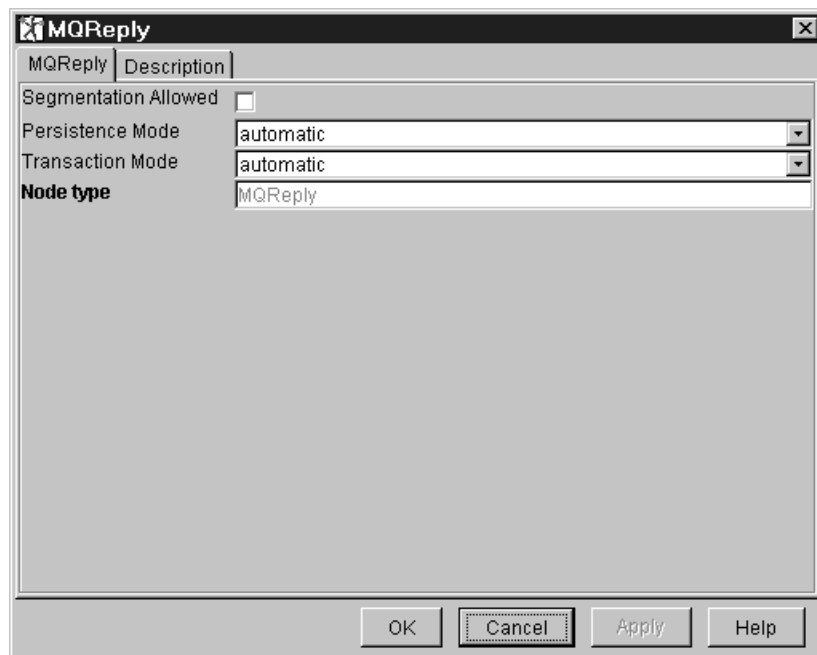 MQReply
MQReply Description
Segmentation Allowed
Persistence Mode automatic
Transaction Mode automatic
Node type MQReply
OK Cancel Apply Help